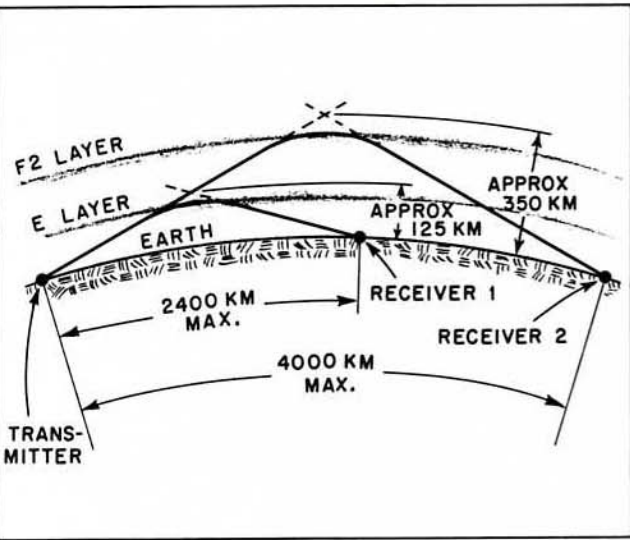 F2 LAYER
E LAYER
EARTH
APPROX
350 KM
APPROX
125 KM
2400 KM
MAX.
RECEIVER 1
RECEIVER 2
4000 KM
MAX.
TRANS-
MITTER